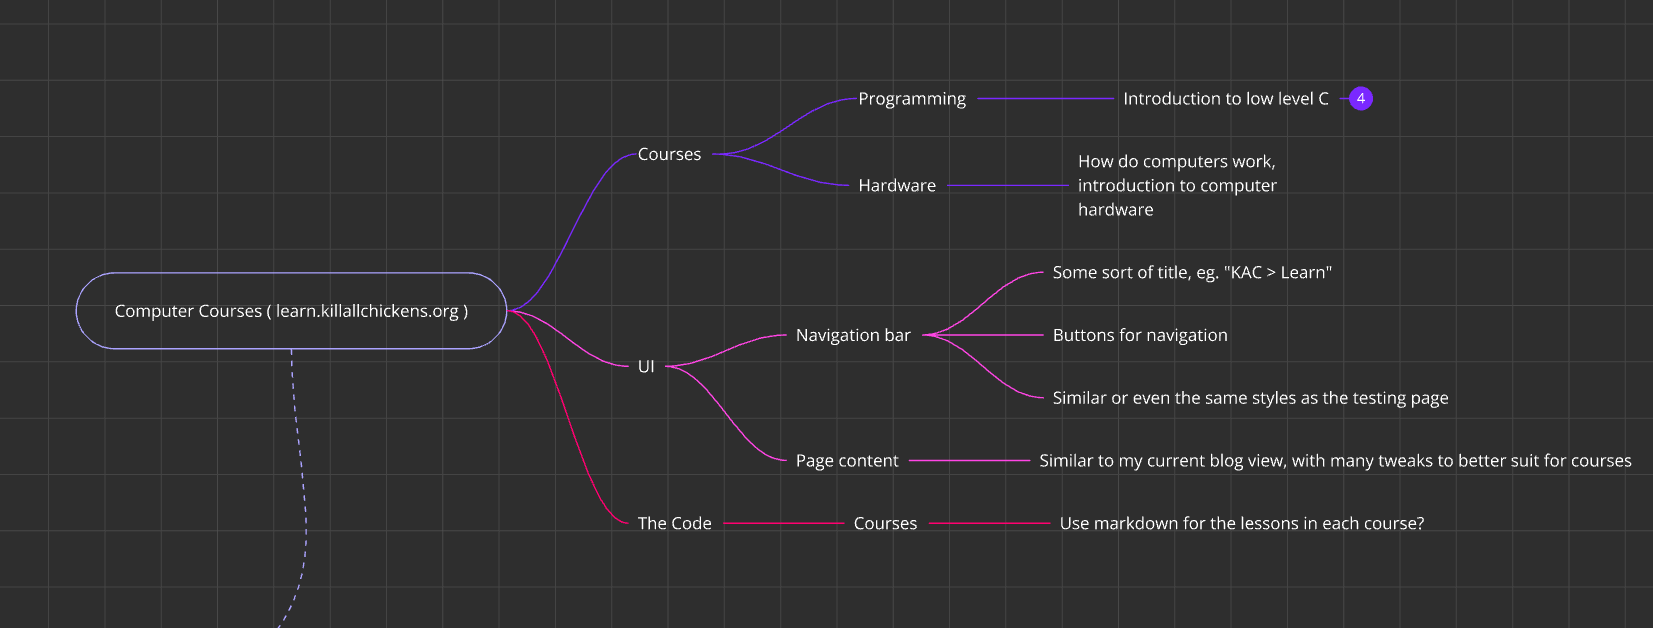 Programming
Introduction to low level C
4
Courses
Hardware
How do computers work,
introduction to computer
hardware
Computer Courses ( learn.killallchickens.org )
Some sort of title, eg. "KAC > Learn"
UI
Navigation bar
Buttons for navigation
Similar or even the same styles as the testing page
Page content
Similar to my current blog view, with many tweaks to better suit for courses
The Code
Courses
Use markdown for the lessons in each course?